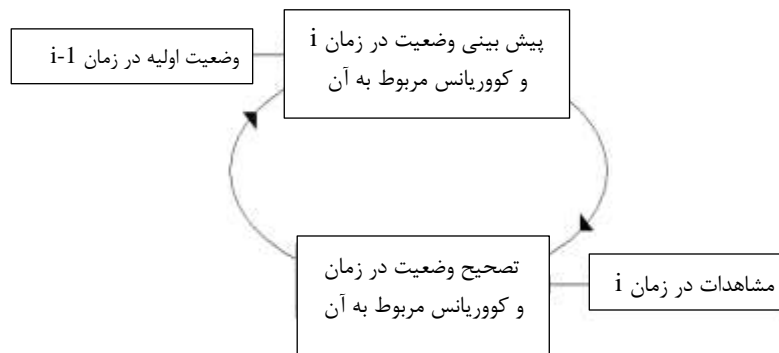 پیش بینی وضعیت در زمان i
و کوواریانس مربوط به آن
وضعیت اولیه در زمان i-1
تصحیح وضعیت در زمان
و کوواریانس مربوط به آن
مشاهدات در زمان i